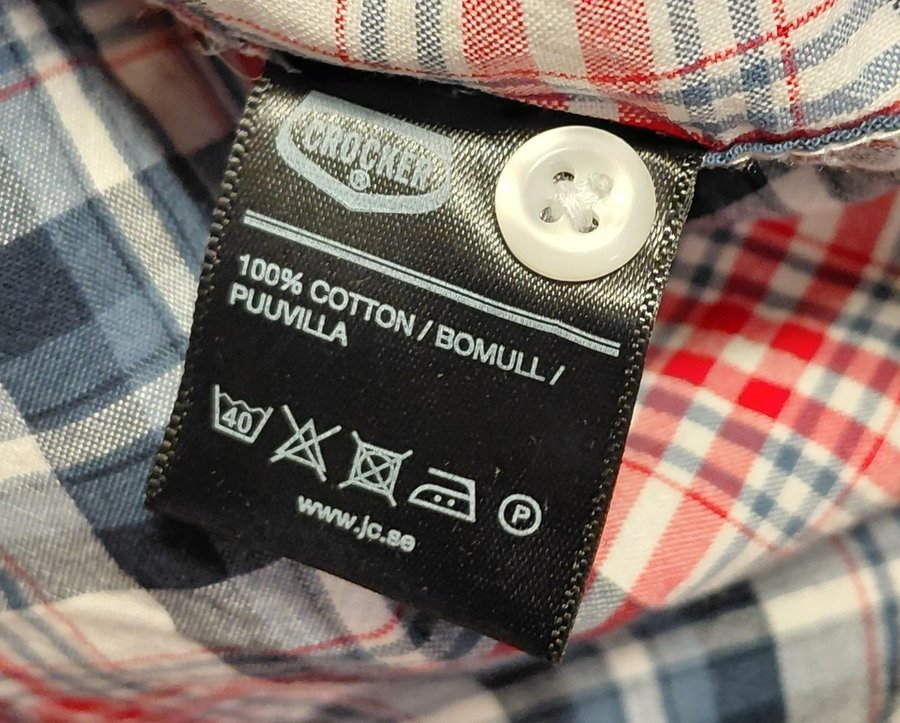 CROCKER
®
100% COTTON / BOMULL /
PUUVILLA
40
P
www.jc.se